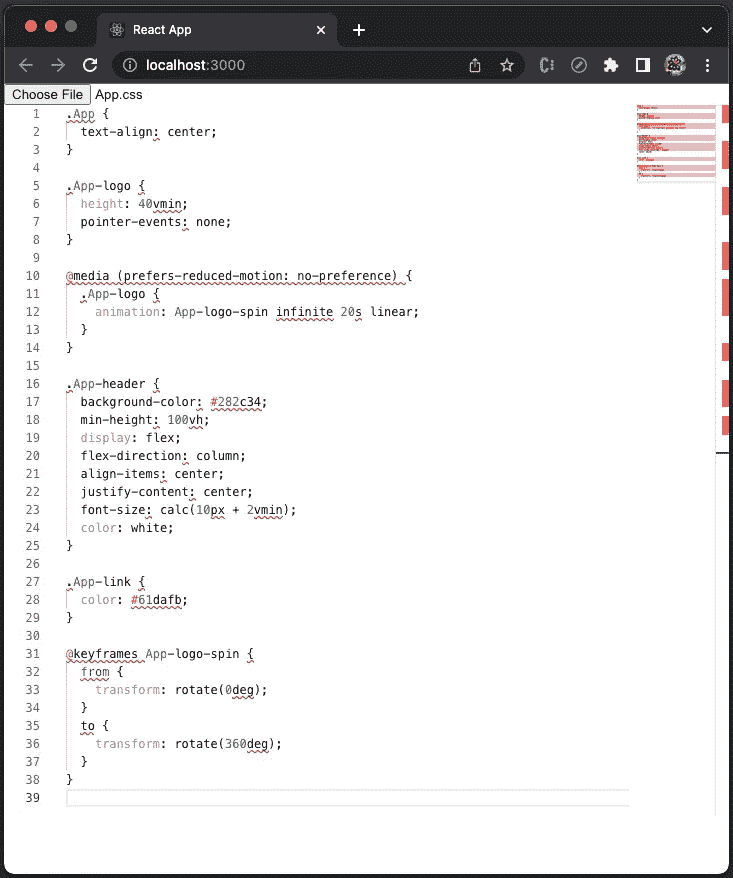 React App
localhost:3000
Choose File App.css
1 .App {
2   text-align: center;
3 }
4
5 .App-logo {
6   height: 40vmin;
7   pointer-events: none;
8 }
9
10 @media (prefers-reduced-motion: no-preference) {
11   .App-logo {
12     animation: App-logo-spin infinite 20s linear;
13   }
14 }
15
16 .App-header {
17   background-color: #282c34;
18   min-height: 100vh;
19   display: flex;
20   flex-direction: column;
21   align-items: center;
22   justify-content: center;
23   font-size: calc(10px + 2vmin);
24   color: white;
25 }
26
27 .App-link {
28   color: #61dafb;
29 }
30
31 @keyframes App-logo-spin {
32   from {
33     transform: rotate(0deg);
34   }
35   to {
36     transform: rotate(360deg);
37   }
38 }
39